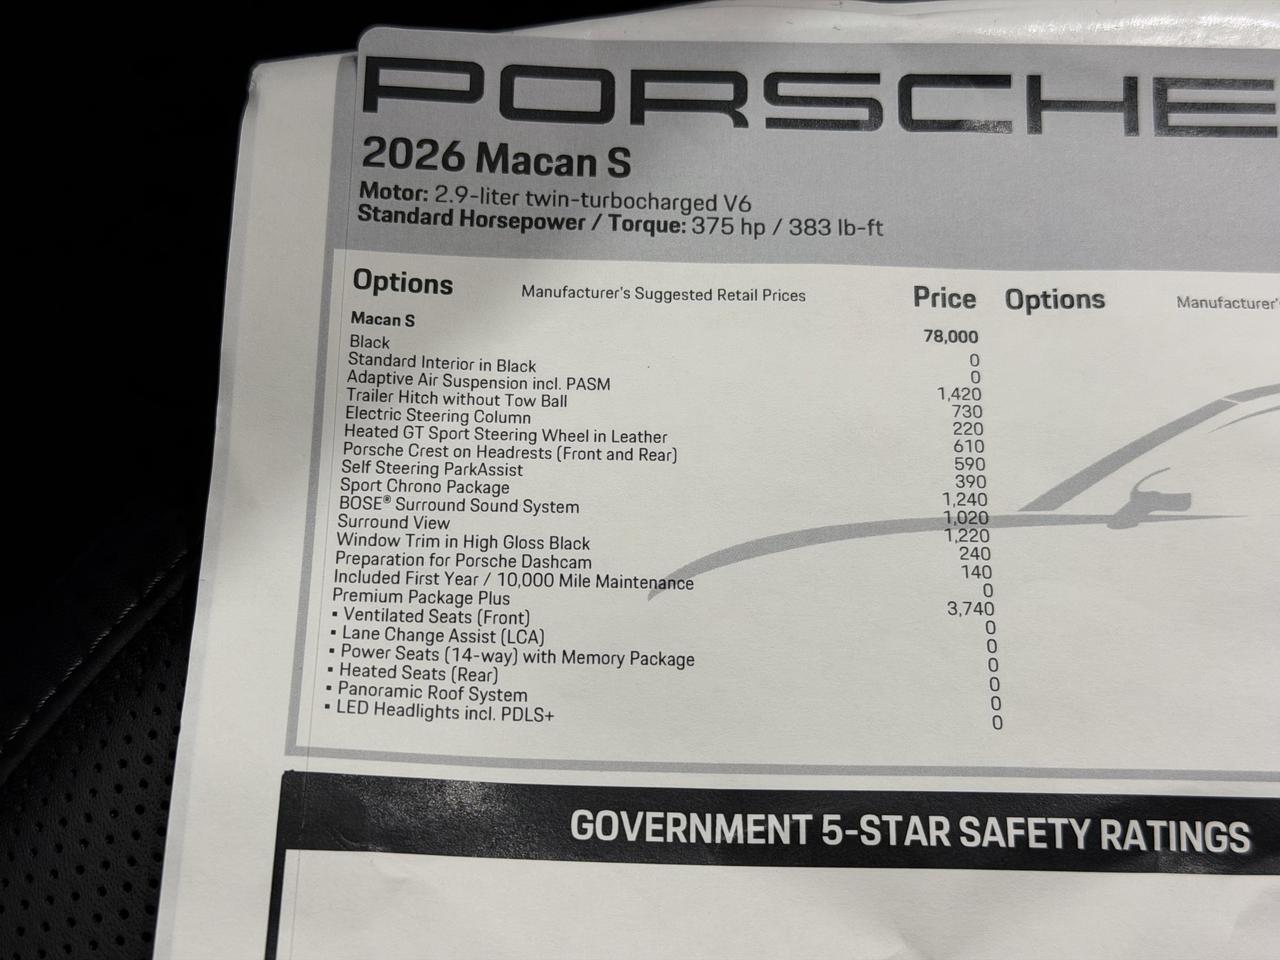 PORSCHE
2026 Macan S
Motor: 2.9-liter twin-turbocharged V6
Standard Horsepower / Torque: 375 hp / 383 lb-ft
Options Manufacturer's Suggested Retail Prices Price Options Manufacturer'
Macan S 78,000
Black 0
Standard Interior in Black 0
Adaptive Air Suspension incl. PASM 1,420
Trailer Hitch without Tow Ball 730
Electric Steering Column 220
Heated GT Sport Steering Wheel in Leather 610
Porsche Crest on Headrests (Front and Rear) 590
Self Steering ParkAssist 390
Sport Chrono Package 1,240
BOSE® Surround Sound System 1,020
Surround View 1,220
Window Trim in High Gloss Black 240
Preparation for Porsche Dashcam 140
Included First Year / 10,000 Mile Maintenance 0
Premium Package Plus 3,740
▪ Ventilated Seats (Front) 0
▪ Lane Change Assist (LCA) 0
▪ Power Seats (14-way) with Memory Package 0
▪ Heated Seats (Rear) 0
▪ Panoramic Roof System 0
▪ LED Headlights incl. PDLS+ 0
GOVERNMENT 5-STAR SAFETY RATINGS